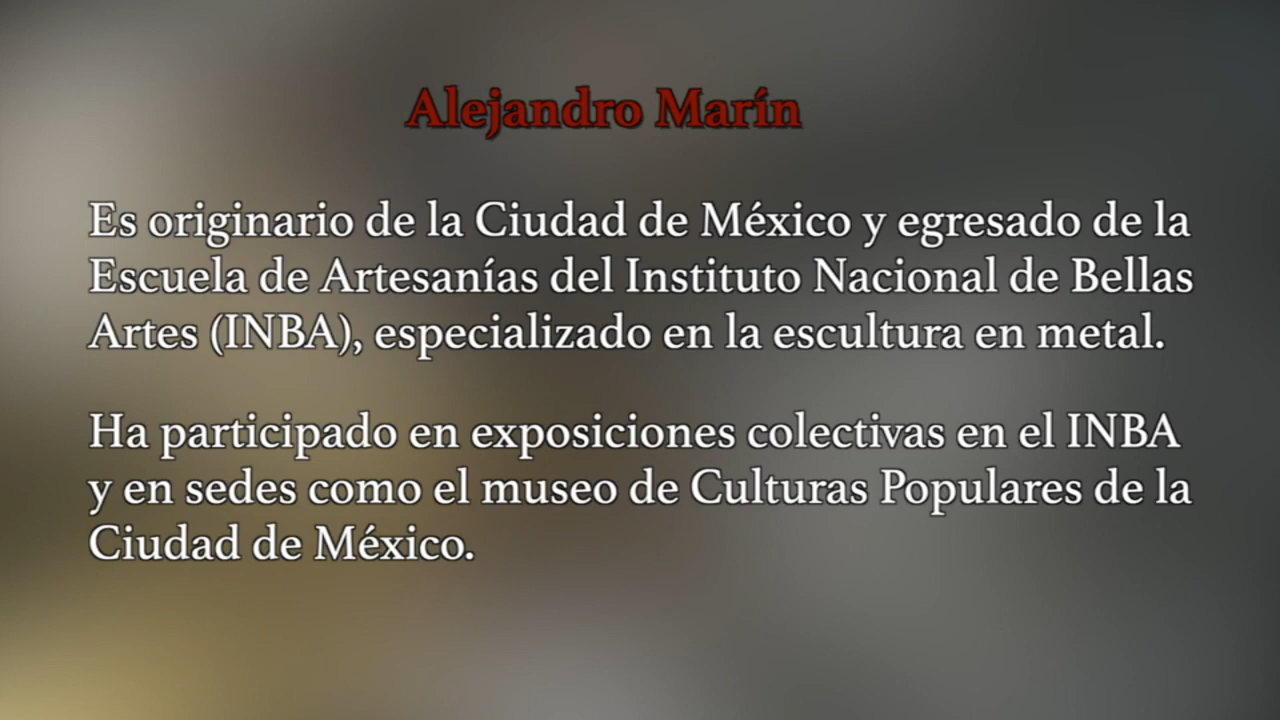 Alejandro Marín
Es originario de la Ciudad de México y egresado de la
Escuela de Artesanías del Instituto Nacional de Bellas
Artes (INBA), especializado en la escultura en metal.
Ha participado en exposiciones colectivas en el INBA
y en sedes como el museo de Culturas Populares de la
Ciudad de México.